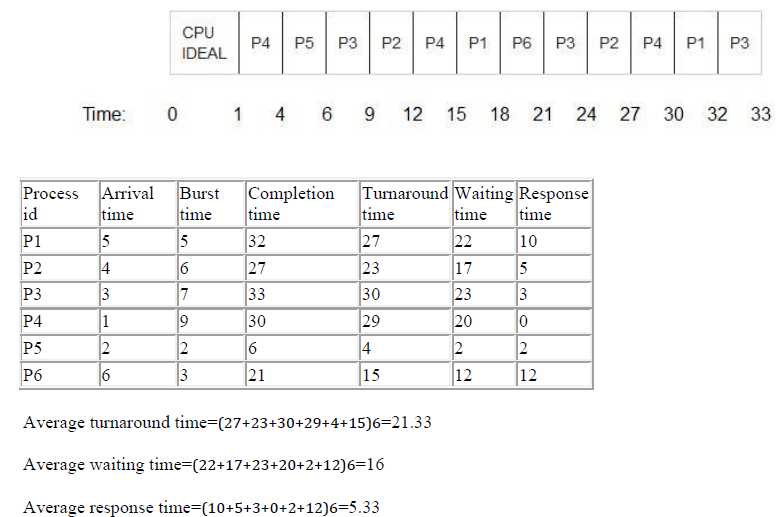 CPU IDEAL P4 P5 P3 P2 P4 P1 P6 P3 P2 P4 P1 P3
Time: 0 1 4 6 9 12 15 18 21 24 27 30 32 33
Process id Arrival time Burst time Completion time Turnaround time Waiting time Response time
P1 5 5 32 27 22 10
P2 4 6 27 23 17 5
P3 3 7 33 30 23 3
P4 1 9 30 29 20 0
P5 2 2 6 4 2 2
P6 6 3 21 15 12 12
Average turnaround time=(27+23+30+29+4+15)6=21.33
Average waiting time=(22+17+23+20+2+12)6=16
Average response time=(10+5+3+0+2+12)6=5.33